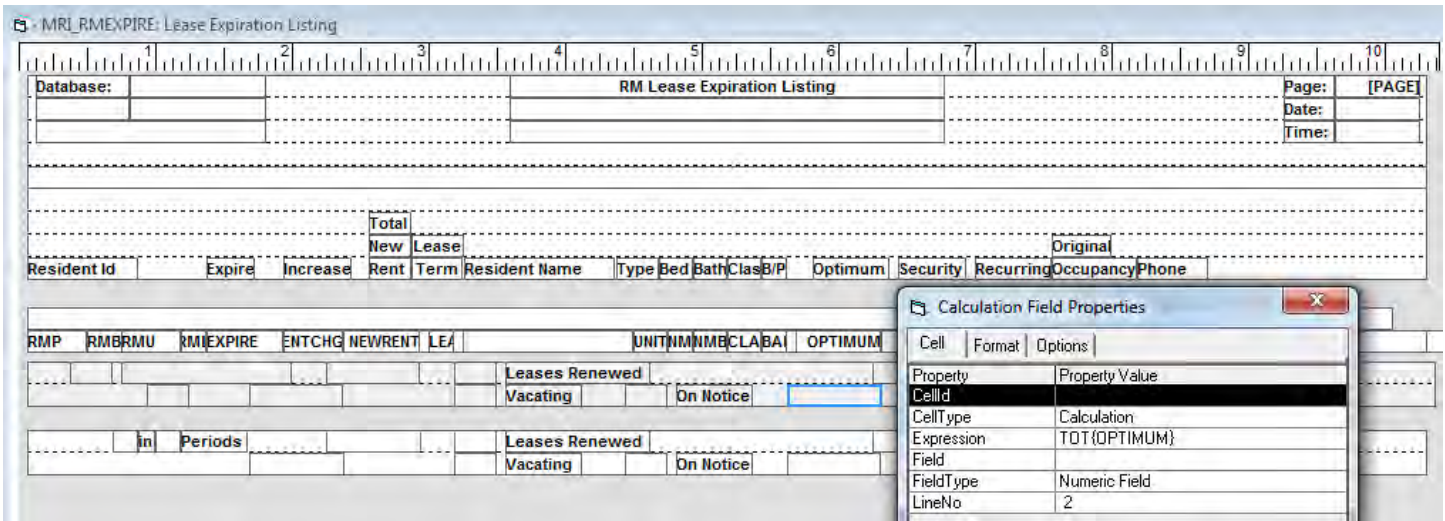 - MRI_RMEXPIRE: Lease Expiration Listing
1 2 3 4 5 6 7 8 9 10
Database: RM Lease Expiration Listing Page: [PAGE]
Date:
Time:
Total
New Lease Original
Resident Id Expire Increase Rent Term Resident Name Type Bed Bath Clas B/P Optimum Security Recurring Occupancy Phone
Calculation Field Properties
RMP RMB RMU RMI EXPIRE ENTCHG NEWRENT LEA UNIT NM NMB CLA BAI OPTIMUM
Cell Format Options
Property Property Value
CellId
CellType Calculation
Expression TOT{OPTIMUM}
Field
FieldType Numeric Field
LineNo 2
Leases Renewed
Vacating On Notice
in Periods Leases Renewed
Vacating On Notice